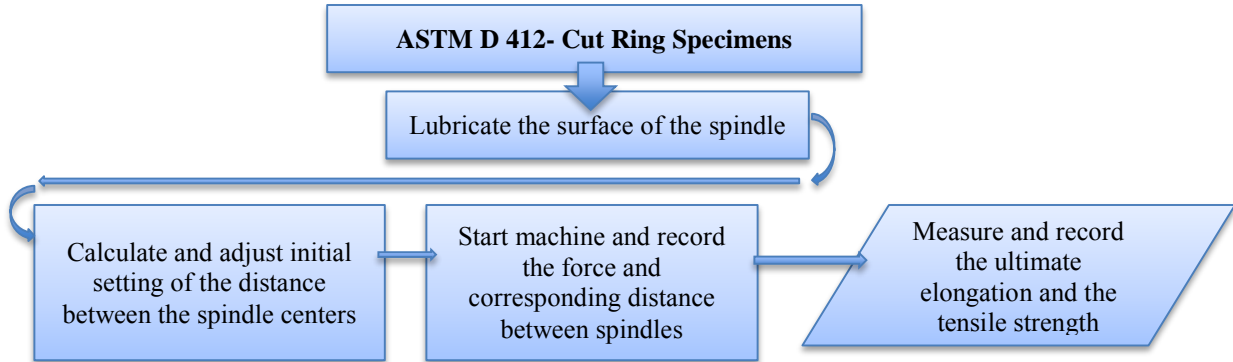 ASTM D 412- Cut Ring Specimens
Lubricate the surface of the spindle
Calculate and adjust initial
setting of the distance
between the spindle centers
Start machine and record
the force and
corresponding distance
between spindles
Measure and record
the ultimate
elongation and the
tensile strength